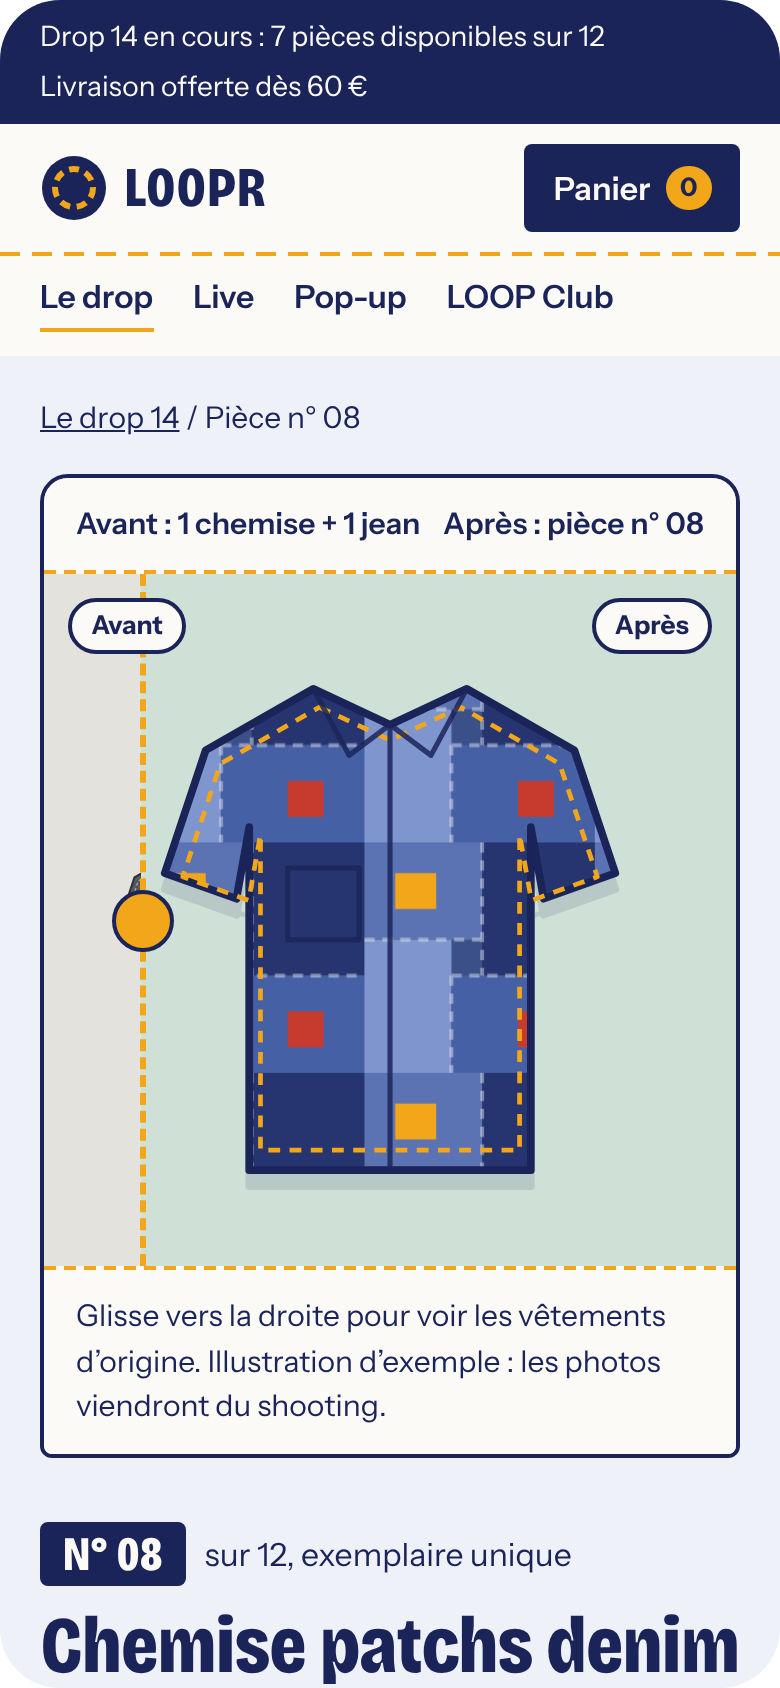 Drop 14 en cours : 7 pièces disponibles sur 12
Livraison offerte dès 60 €
LOOPR
Panier 0
Le drop Live Pop-up LOOP Club
Le drop 14 / Pièce n° 08
Avant : 1 chemise + 1 jean Après : pièce n° 08
Avant Après
Glisse vers la droite pour voir les vêtements
d’origine. Illustration d’exemple : les photos
viendront du shooting.
N° 08 sur 12, exemplaire unique
Chemise patchs denim